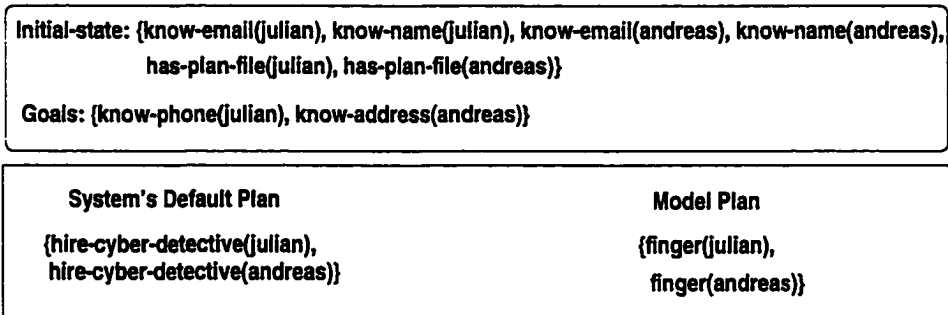 Initial-state: {know-email(julian), know-name(julian), know-email(andreas), know-name(andreas),
has-plan-file(julian), has-plan-file(andreas)}
Goals: {know-phone(julian), know-address(andreas)}
System's Default Plan
{hire-cyber-detective(julian),
hire-cyber-detective(andreas)}
Model Plan
{finger(julian),
finger(andreas)}